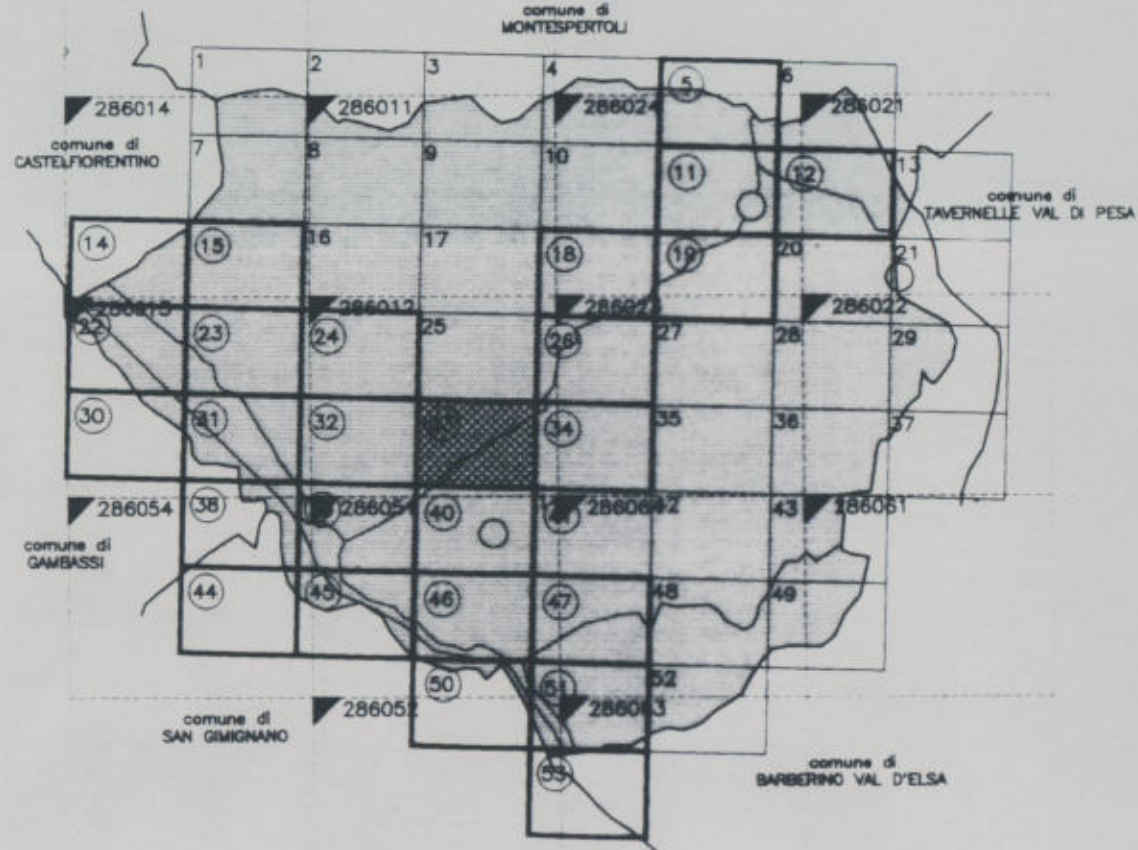 comune di
MONTESPERTOLI
1 2 3 4 5 6
286014 286011 286024 286021
comune di
CASTELFIORENTINO
7 8 9 10 11 12 13
comune di
TAVERNELLE VAL DI PESA
14 15 16 17 18 19 20 21
286012 286022
22 23 24 25 26 27 28 29
30 31 32 34 35 36 37
286054 286061
38 40 43
comune di
GAMBASSI
44 45 46 47 48 49
50 51 52
286052
comune di
SAN GIMIGNANO
53
comune di
BARBERINO VAL D'ELSA